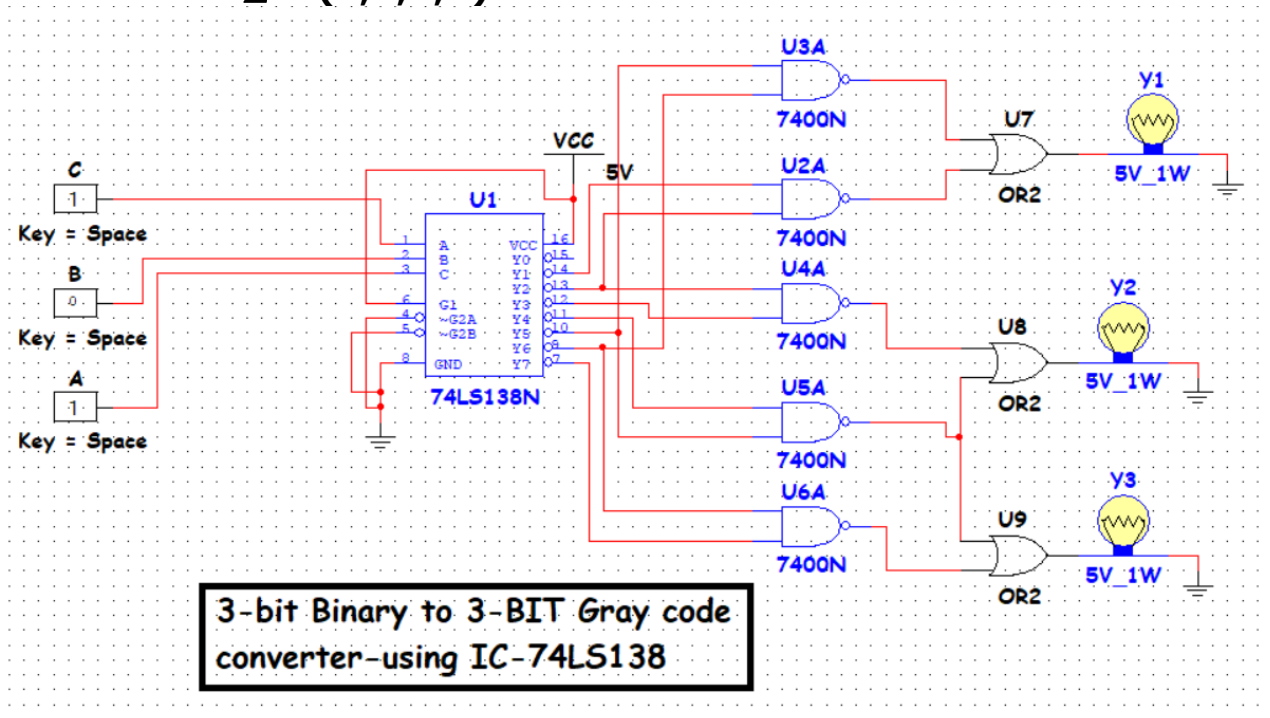 C
1
Key = Space
B
0
Key = Space
A
1
Key = Space
VCC
5V
U1
1 A VCC 16
2 B Y0 15
3 C Y1 14
Y2 13
6 G1 Y3 12
4 ~G2A Y4 11
5 ~G2B Y5 10
Y6 9
8 GND Y7 7
74LS138N
U3A
7400N
U2A
7400N
U4A
7400N
U5A
7400N
U6A
7400N
U7
OR2
U8
OR2
U9
OR2
Y1
5V_1W
Y2
5V_1W
Y3
5V_1W
3-bit Binary to 3-BIT Gray code
converter-using IC-74LS138